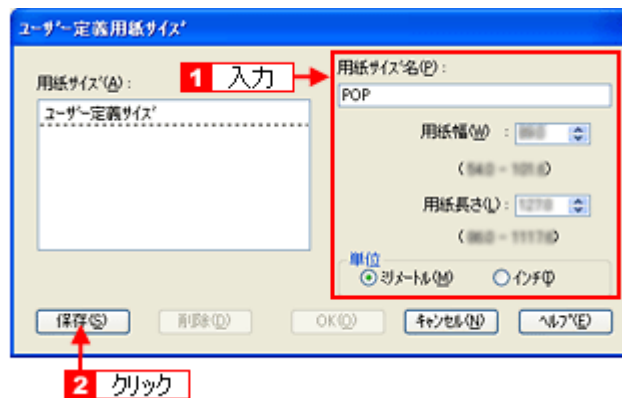 ユーザー定義用紙サイズ
用紙サイズ(A) :
1 入力
用紙サイズ名(P) :
ユーザー定義サイズ
POP
用紙幅(W) :
用紙長さ(L) :
単位
ミリメートル(M) インチ(I)
保存(S) 削除(D) OK(O) キャンセル(N) ヘルプ(E)
2 クリック